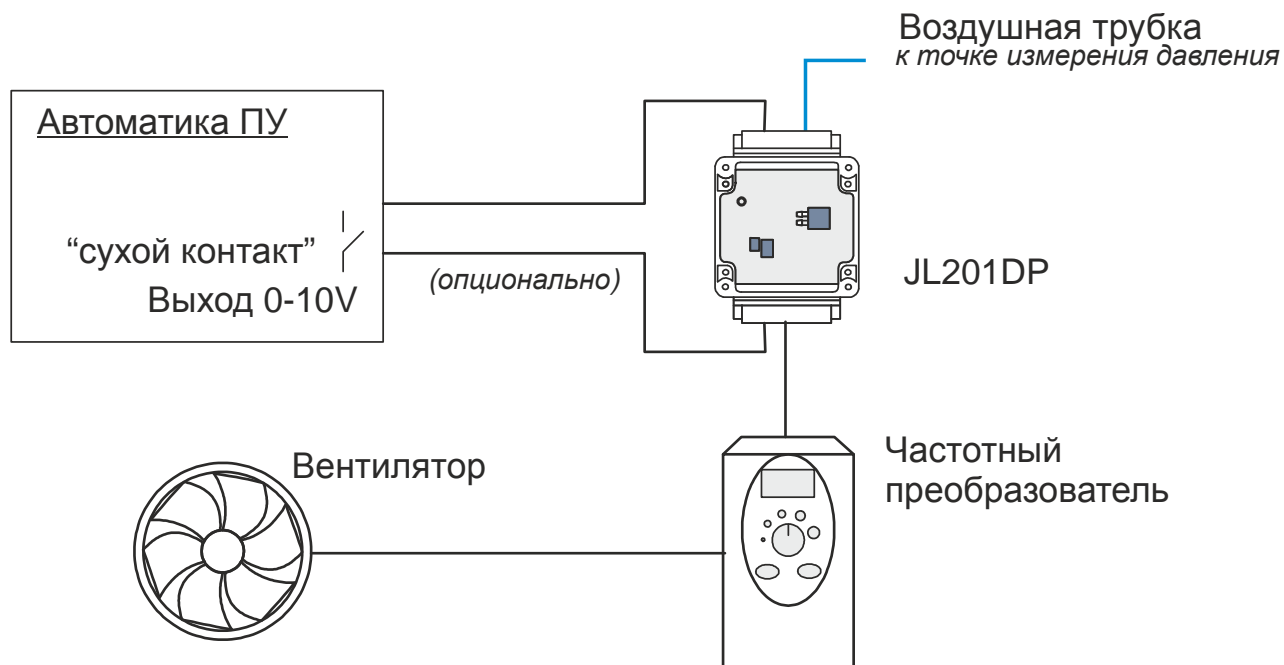 Воздушная трубка
к точке измерения давления
Автоматика ПУ
“сухой контакт”
(опционально)
Выход 0-10V
JL201DP
Вентилятор
Частотный
преобразователь